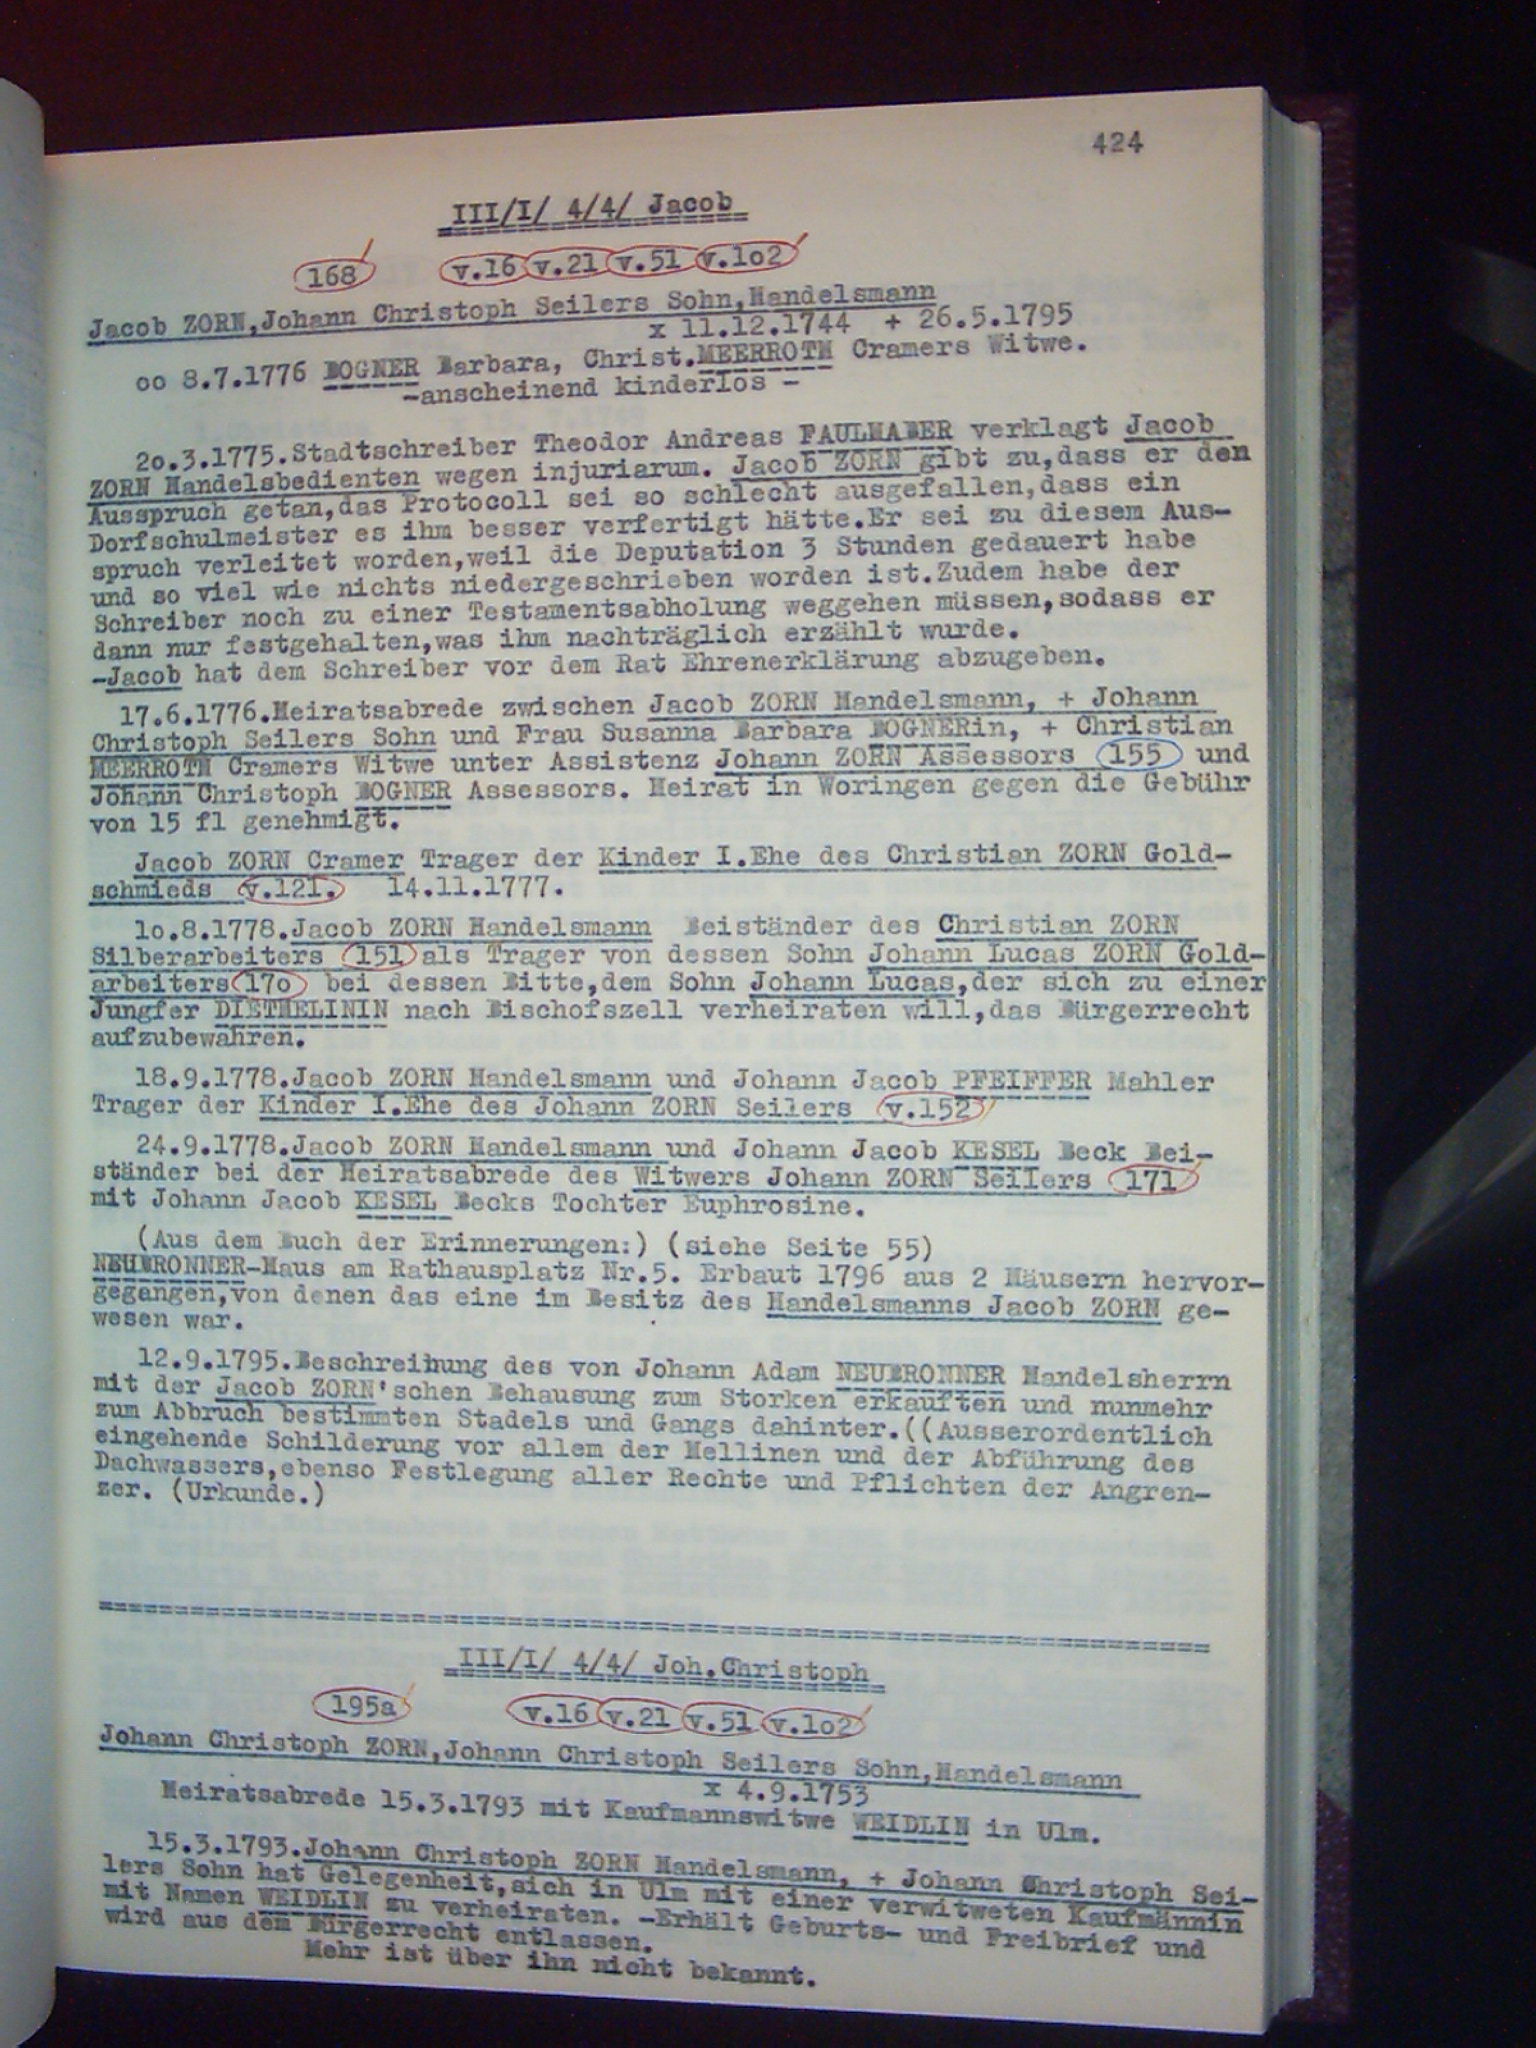 424
III/I/ 4/4/ Jacob
168 v.16 v.21 v.51 v.1o2
Jacob ZORN,Johann Christoph Seilers Sohn,Handelsmann
x 11.12.1744 + 26.5.1795
oo 8.7.1776 BOGNER Barbara, Christ.MEERROTH Cramers Witwe.
-anscheinend kinderlos -
2o.3.1775.Stadtschreiber Theodor Andreas FAULHABER verklagt Jacob
ZORN Handelsbedienten wegen injuriarum. Jacob ZORN gibt zu,dass er den
Ausspruch getan,das Protocoll sei so schlecht ausgefallen,dass ein
Dorfschulmeister es ihm besser verfertigt hätte.Er sei zu diesem Aus-
spruch verleitet worden,weil die Deputation 3 Stunden gedauert habe
und so viel wie nichts niedergeschrieben worden ist.Zudem habe der
Schreiber noch zu einer Testamentsabholung weggehen müssen,sodass er
dann nur festgehalten,was ihm nachträglich erzählt wurde.
-Jacob hat dem Schreiber vor dem Rat Ehrenerklärung abzugeben.
17.6.1776.Heiratsabrede zwischen Jacob ZORN Handelsmann, + Johann
Christoph Seilers Sohn und Frau Susanna Barbara BOGNERin, + Christian
MEERROTH Cramers Witwe unter Assistenz Johann ZORN Assessors 155 und
Johann Christoph BOGNER Assessors. Heirat in Woringen gegen die Gebühr
von 15 fl genehmigt.
Jacob ZORN Cramer Trager der Kinder I.Ehe des Christian ZORN Gold-
schmieds v.121. 14.11.1777.
1o.8.1778.Jacob ZORN Handelsmann Beiständer des Christian ZORN
Silberarbeiters 151 als Trager von dessen Sohn Johann Lucas ZORN Gold-
arbeiters 17o bei dessen Bitte,dem Sohn Johann Lucas,der sich zu einer
Jungfer DIETHELININ nach Bischofszell verheiraten will,das Bürgerrecht
aufzubewahren.
18.9.1778.Jacob ZORN Handelsmann und Johann Jacob PFEIFFER Mahler
Trager der Kinder I.Ehe des Johann ZORN Seilers v.152
24.9.1778.Jacob ZORN Handelsmann und Johann Jacob KESEL Beck Bei-
ständer bei der Heiratsabrede des Witwers Johann ZORN Seilers 171
mit Johann Jacob KESEL Becks Tochter Euphrosine.
(Aus dem Buch der Erinnerungen:) (siehe Seite 55)
NEUBRONNER-Haus am Rathausplatz Nr.5. Erbaut 1796 aus 2 Häusern hervor-
gegangen,von denen das eine im Besitz des Handelsmanns Jacob ZORN ge-
wesen war.
12.9.1795.Beschreibung des von Johann Adam NEUBRONNER Handelsherrn
mit der Jacob ZORN'schen Behausung zum Storken erkauften und nunmehr
zum Abbruch bestimmten Stadels und Gangs dahinter.((Ausserordentlich
eingehende Schilderung vor allem der Hellinen und der Abführung des
Dachwassers,ebenso Festlegung aller Rechte und Pflichten der Angren-
zer. (Urkunde.)
III/I/ 4/4/ Joh.Christoph
195a v.16 v.21 v.51 v.1o2
Johann Christoph ZORN,Johann Christoph Seilers Sohn,Handelsmann
x 4.9.1753
Heiratsabrede 15.3.1793 mit Kaufmannswitwe WEIDLIN in Ulm.
15.3.1793.Johann Christoph ZORN Handelsmann, + Johann Christoph Sei-
lers Sohn hat Gelegenheit,sich in Ulm mit einer verwitweten Kaufmännin
mit Namen WEIDLIN zu verheiraten. -Erhält Geburts- und Freibrief und
wird aus dem Bürgerrecht entlassen.
Mehr ist über ihn nicht bekannt.